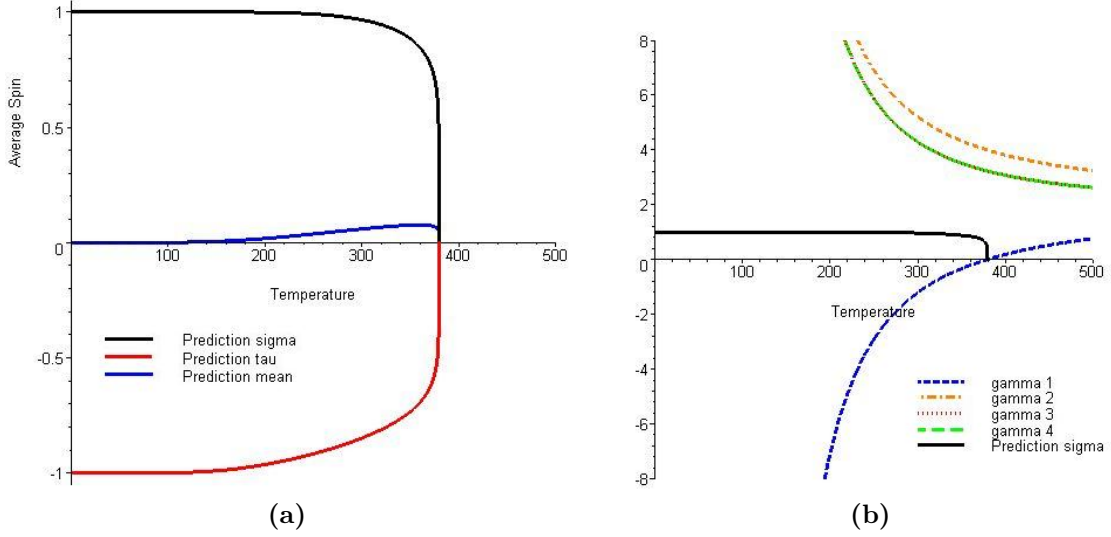 1
0.5
0
-0.5
-1
Average Spin
100
200
300
400
500
Temperature
Prediction sigma
Prediction tau
Prediction mean
(a)
8
6
4
2
0
-2
-4
-6
-8
100
200
300
400
500
Temperature
gamma 1
gamma 2
gamma 3
gamma 4
Prediction sigma
(b)